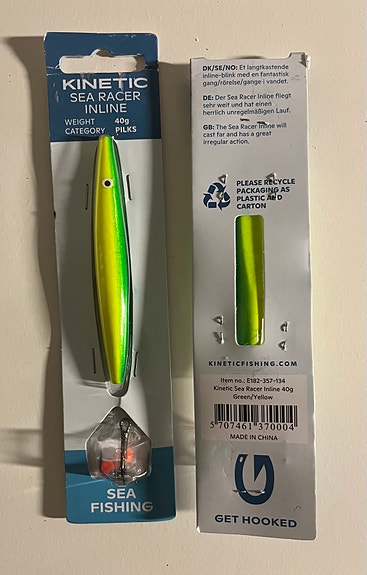 KINETIC
SEA RACER
INLINE
WEIGHT 40g
CATEGORY PILKS
SEA
FISHING
DK/SE/NO: Et langtkastende
inline-blink med en fantastisk
gang/rörelse/gange i vandet.
DE: Der Sea Racer Inline fliegt
sehr weit und hat einen
herrlich unregelmäßigen Lauf.
GB: The Sea Racer Inline will
cast far and has a great
irregular action.
PLEASE RECYCLE
PACKAGING AS
PLASTIC AND
CARTON
KINETICFISHING.COM
Item no.: E182-357-134
Kinetic Sea Racer Inline 40g
Green/Yellow
5 707461 370004
MADE IN CHINA
GET HOOKED